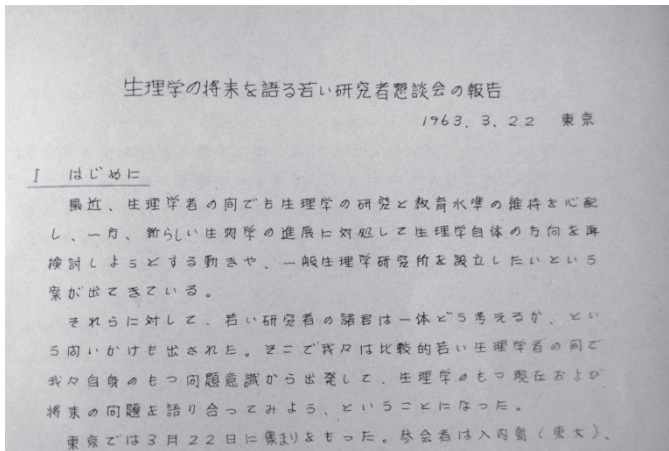 生理学の将来を語る若い研究者懇談会の報告
1963.3.22 東京
I はじめに
最近、生理学者の間でも生理学の研究と教育水準の維持を心配
し、一方、新らしい生物学の進展に対処して生理学自体の方向を再
検討しようとする動きや、一般生理学研究所を設立したいという
案が出てきている。
それらに対して、若い研究者の諸君は一体どう考えるか、とい
う問いかけも出された。そこで我々は比較的若い生理学者の間で
我々自身のもつ問題意識から出発して、生理学のもつ現在および
将来の問題を語り合ってみよう、ということになった。
東京では3月22日に集まりをもった。参会者は入内島(東大)、